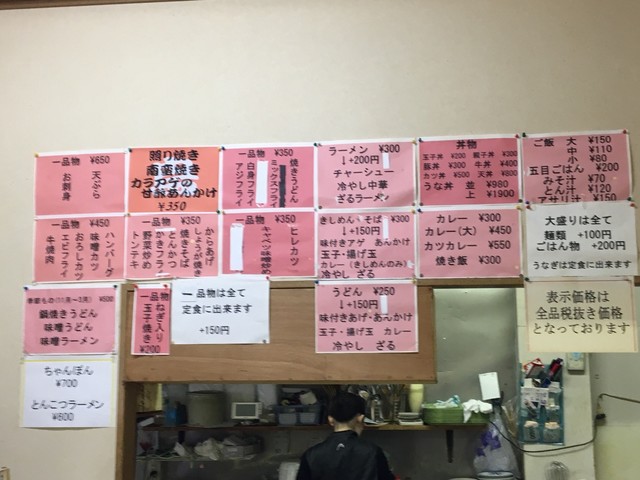 一品物 ¥650
天ぷら
お刺身
照り焼き
南蛮焼き
カラアゲの
甘酢あんかけ
¥350
一品物 ¥350
焼きうどん
ミックスフライ
白身フライ
アジフライ
ラーメン ¥300
↓+200円
チャーシュー
冷やし中華
ざるラーメン
丼物
玉子丼 ¥200 親子丼 ¥300
豚丼 ¥300 牛丼 ¥400
カツ丼 ¥500 天丼 ¥800
うな丼 並 ¥980
上 ¥1900
ご飯 大 ¥150
中 ¥110
小 ¥80
五目ごはん ¥200
みそ汁 ¥70
とん汁 ¥120
アサリ汁 ¥150
一品物 ¥450
ハンバーグ
味噌カツ
おろしカツ
エビフライ
牛焼肉
一品物 ¥350
からあげ
しょうが焼き
焼きそば
とんかつ
かきフライ
野菜炒め
トンテキ
一品物 ¥350
ヒレカツ
キャベツ味噌炒め
きしめん・そば ¥300
↓+150円
味付きアゲ あんかけ
玉子・揚げ玉
カレー(きしめんのみ)
冷やし ざる
カレー ¥300
カレー(大) ¥450
カツカレー ¥550
焼き飯 ¥300
大盛りは全て
麺類 +100円
ごはん物 +200円
うなぎは定食に出来ます
季節もの(11月〜3月) ¥500
鍋焼きうどん
味噌うどん
味噌ラーメン
一品物
ねぎ入り
玉子焼き
¥200
一品物は全て
定食に出来ます
+150円
うどん ¥250
↓+150円
味付きあげ・あんかけ
玉子・揚げ玉 カレー
冷やし ざる
表示価格は
全品税抜き価格
となっております
ちゃんぽん
¥700
とんこつラーメン
¥600